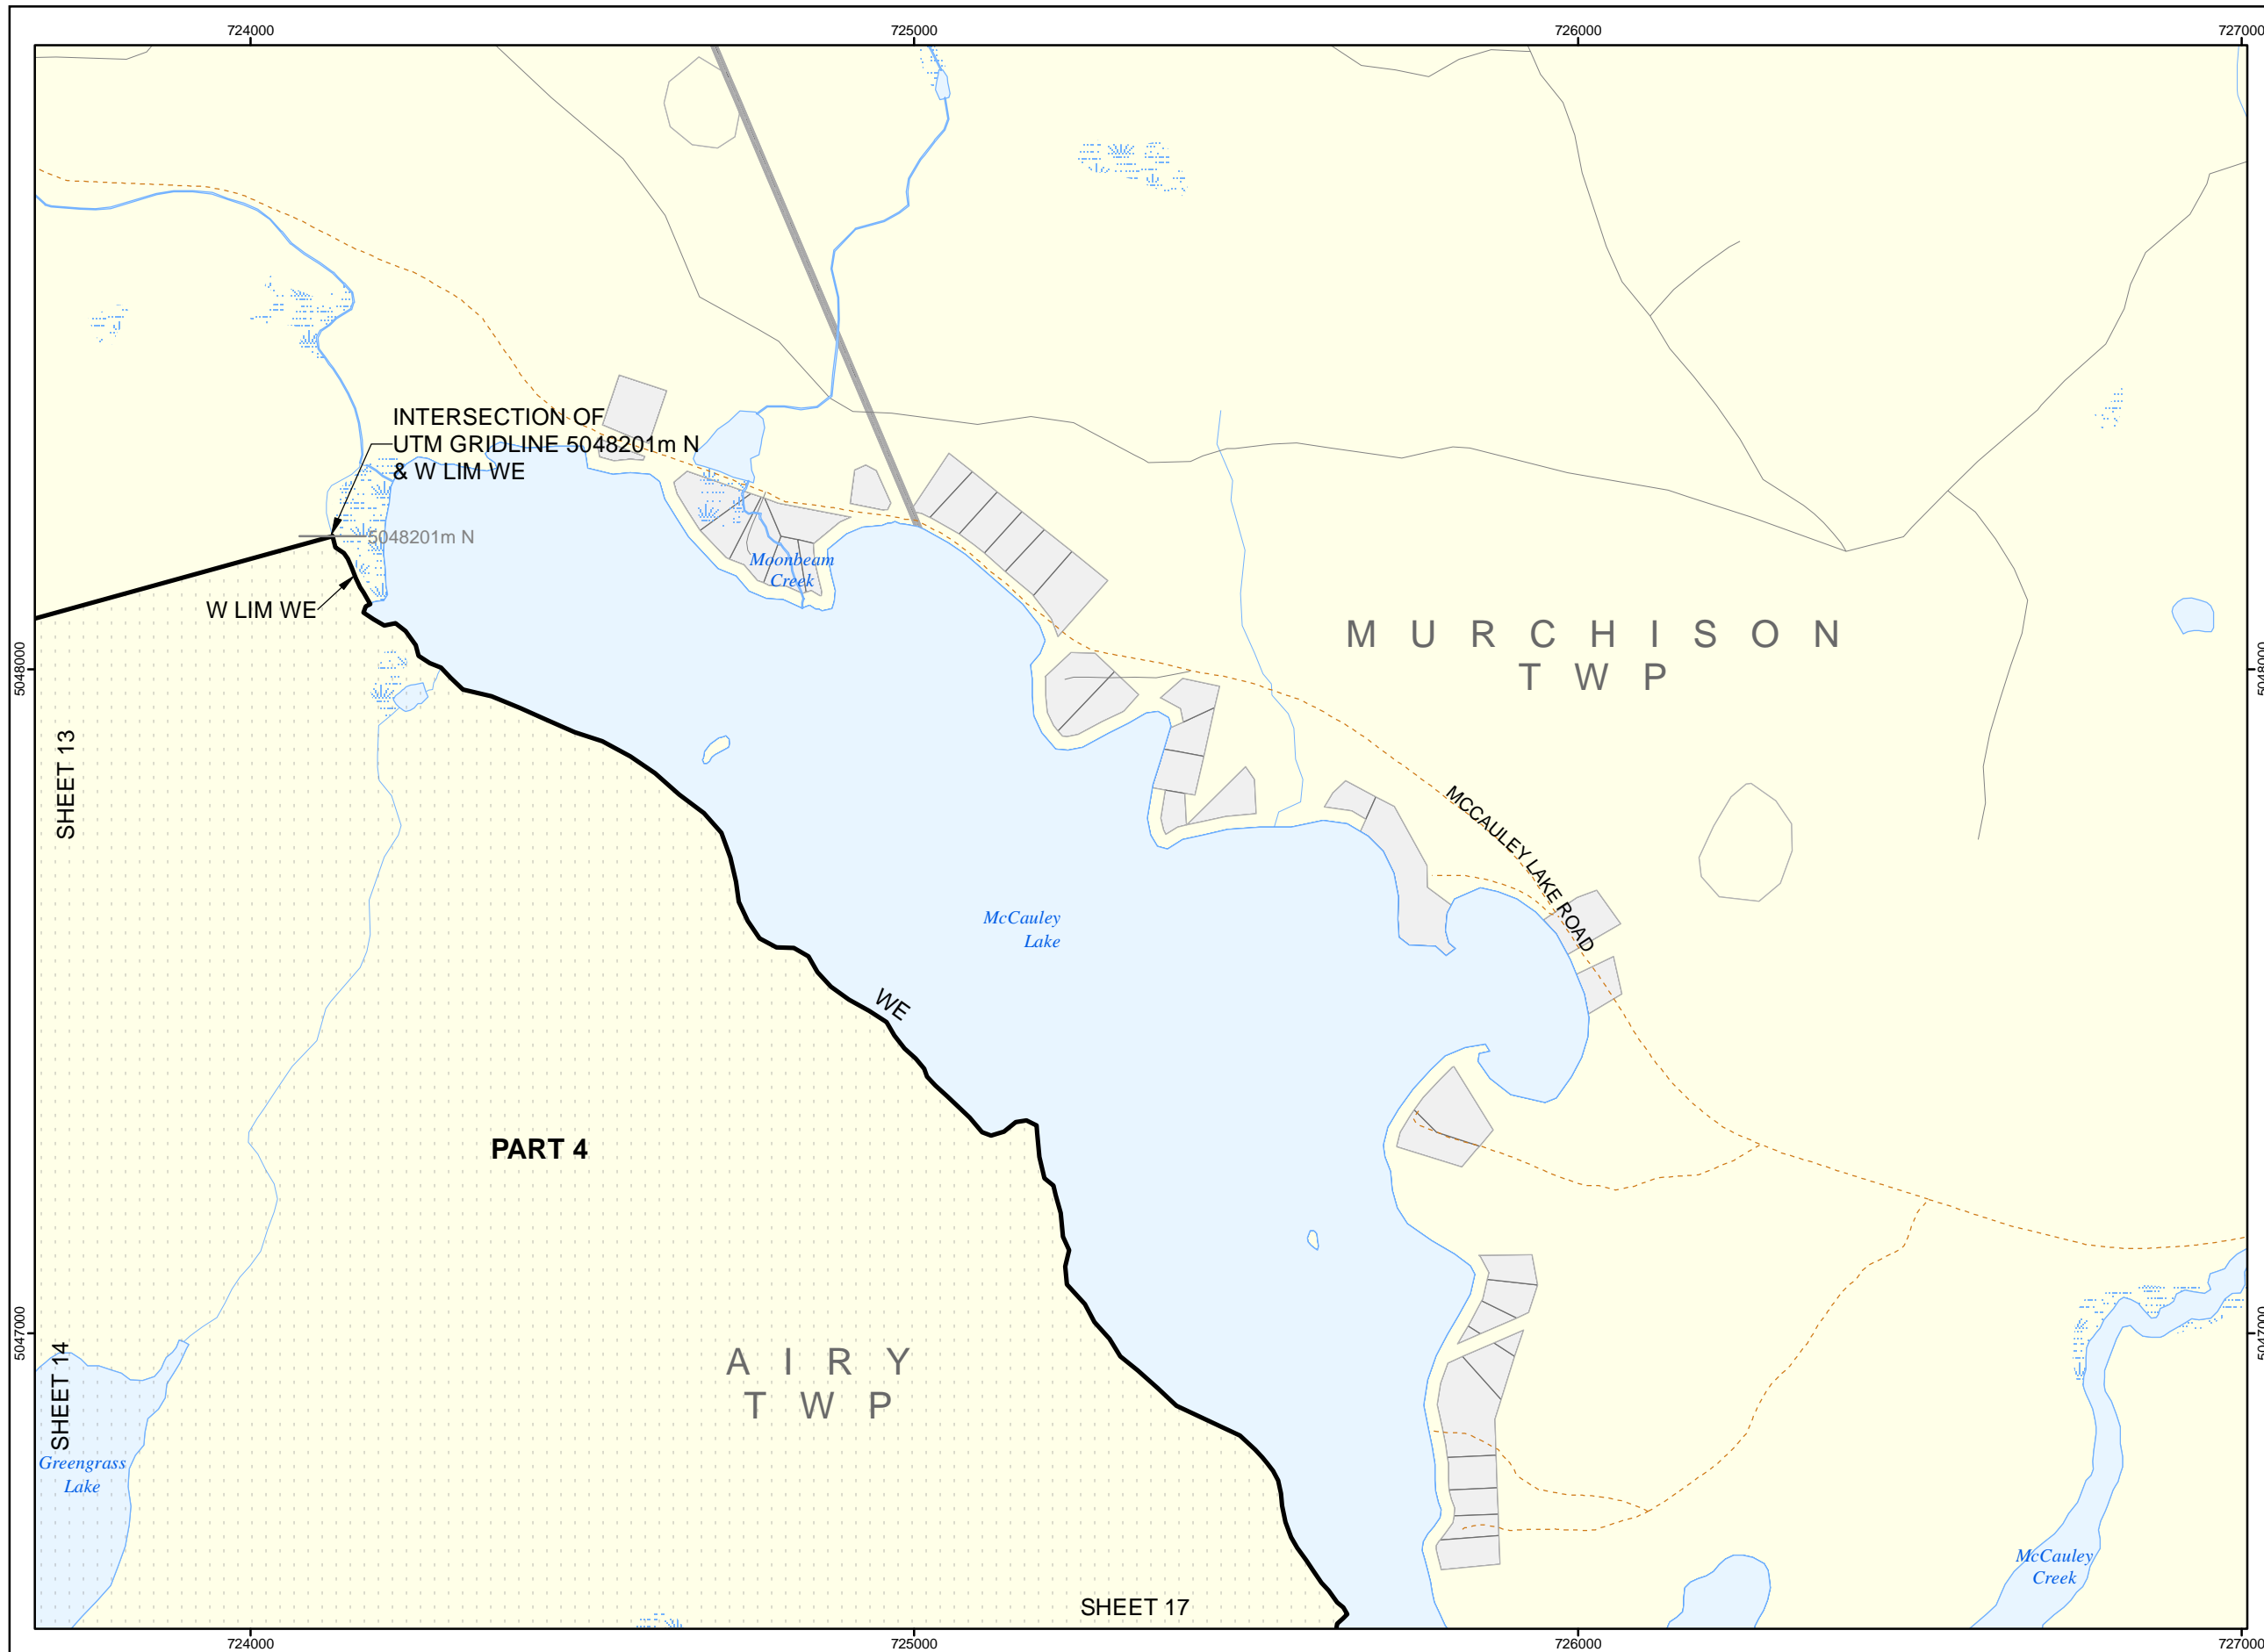 724000
725000
726000
727000
INTERSECTION OF
UTM GRIDLINE 5048201m N
& W LIM WE
5048201m N
Moonbeam
Creek
W LIM WE
M U R C H I S O N
T W P
5048000
5048000
SHEET 13
MCCAULEY LAKE ROAD
McCauley
Lake
WE
PART 4
5047000
5047000
A I R Y
T W P
SHEET 14
Greengrass
Lake
McCauley
Creek
SHEET 17
724000
725000
726000
727000